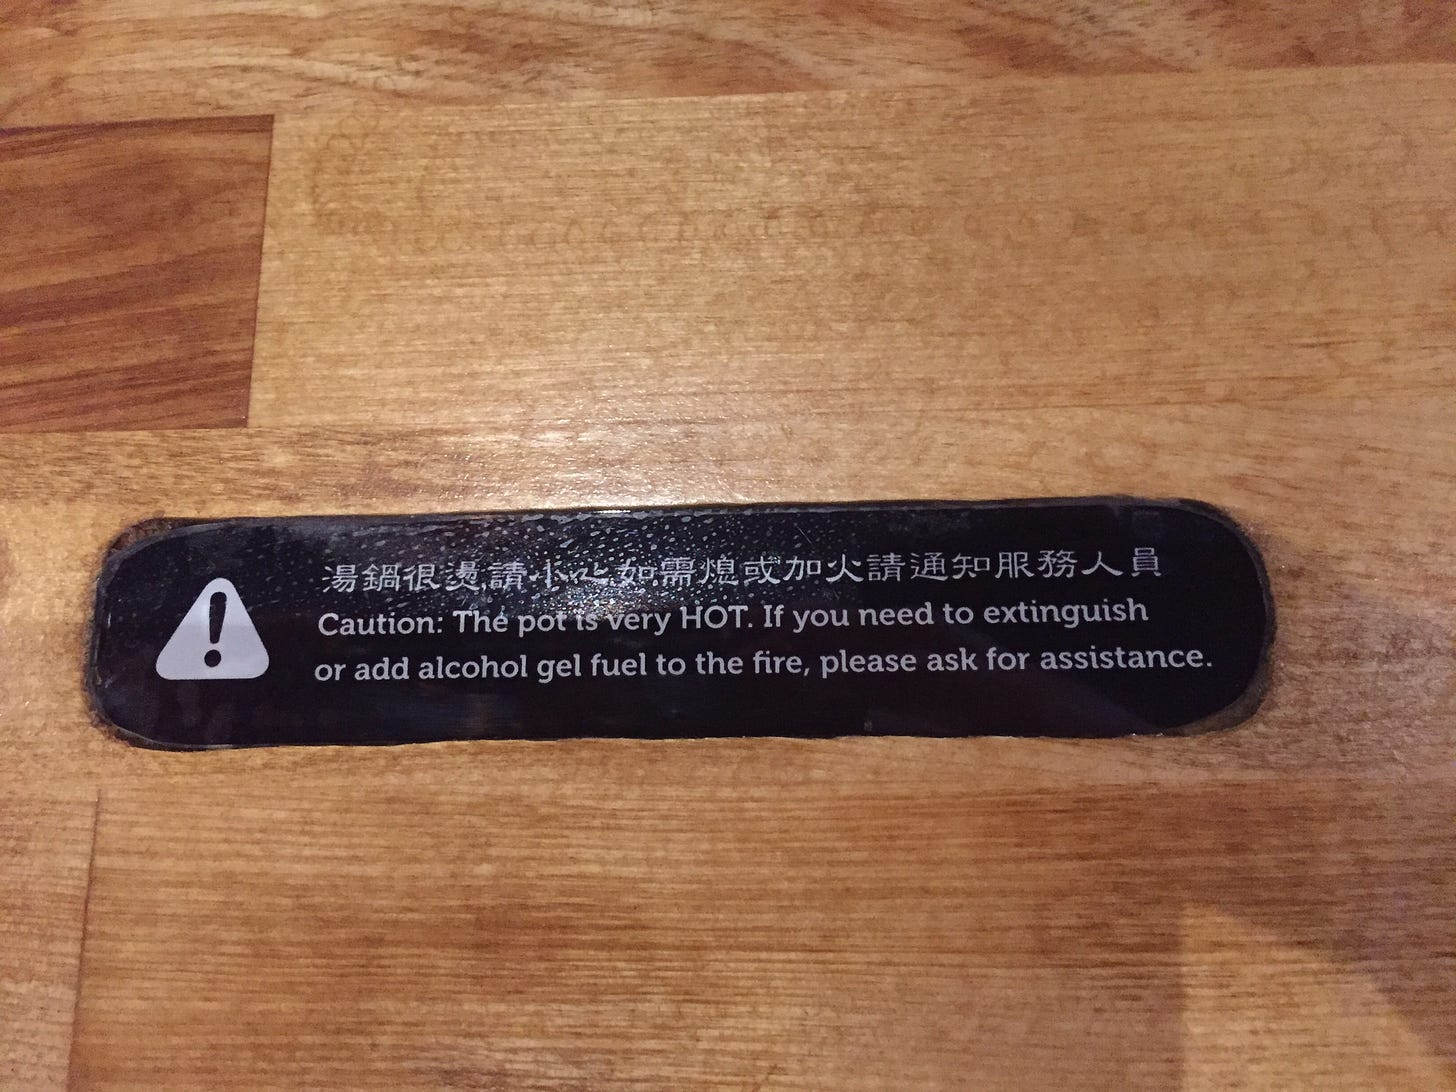 湯鍋很燙請小心如需熄或加火請通知服務人員
Caution: The pot is very HOT. If you need to extinguish
or add alcohol gel fuel to the fire, please ask for assistance.